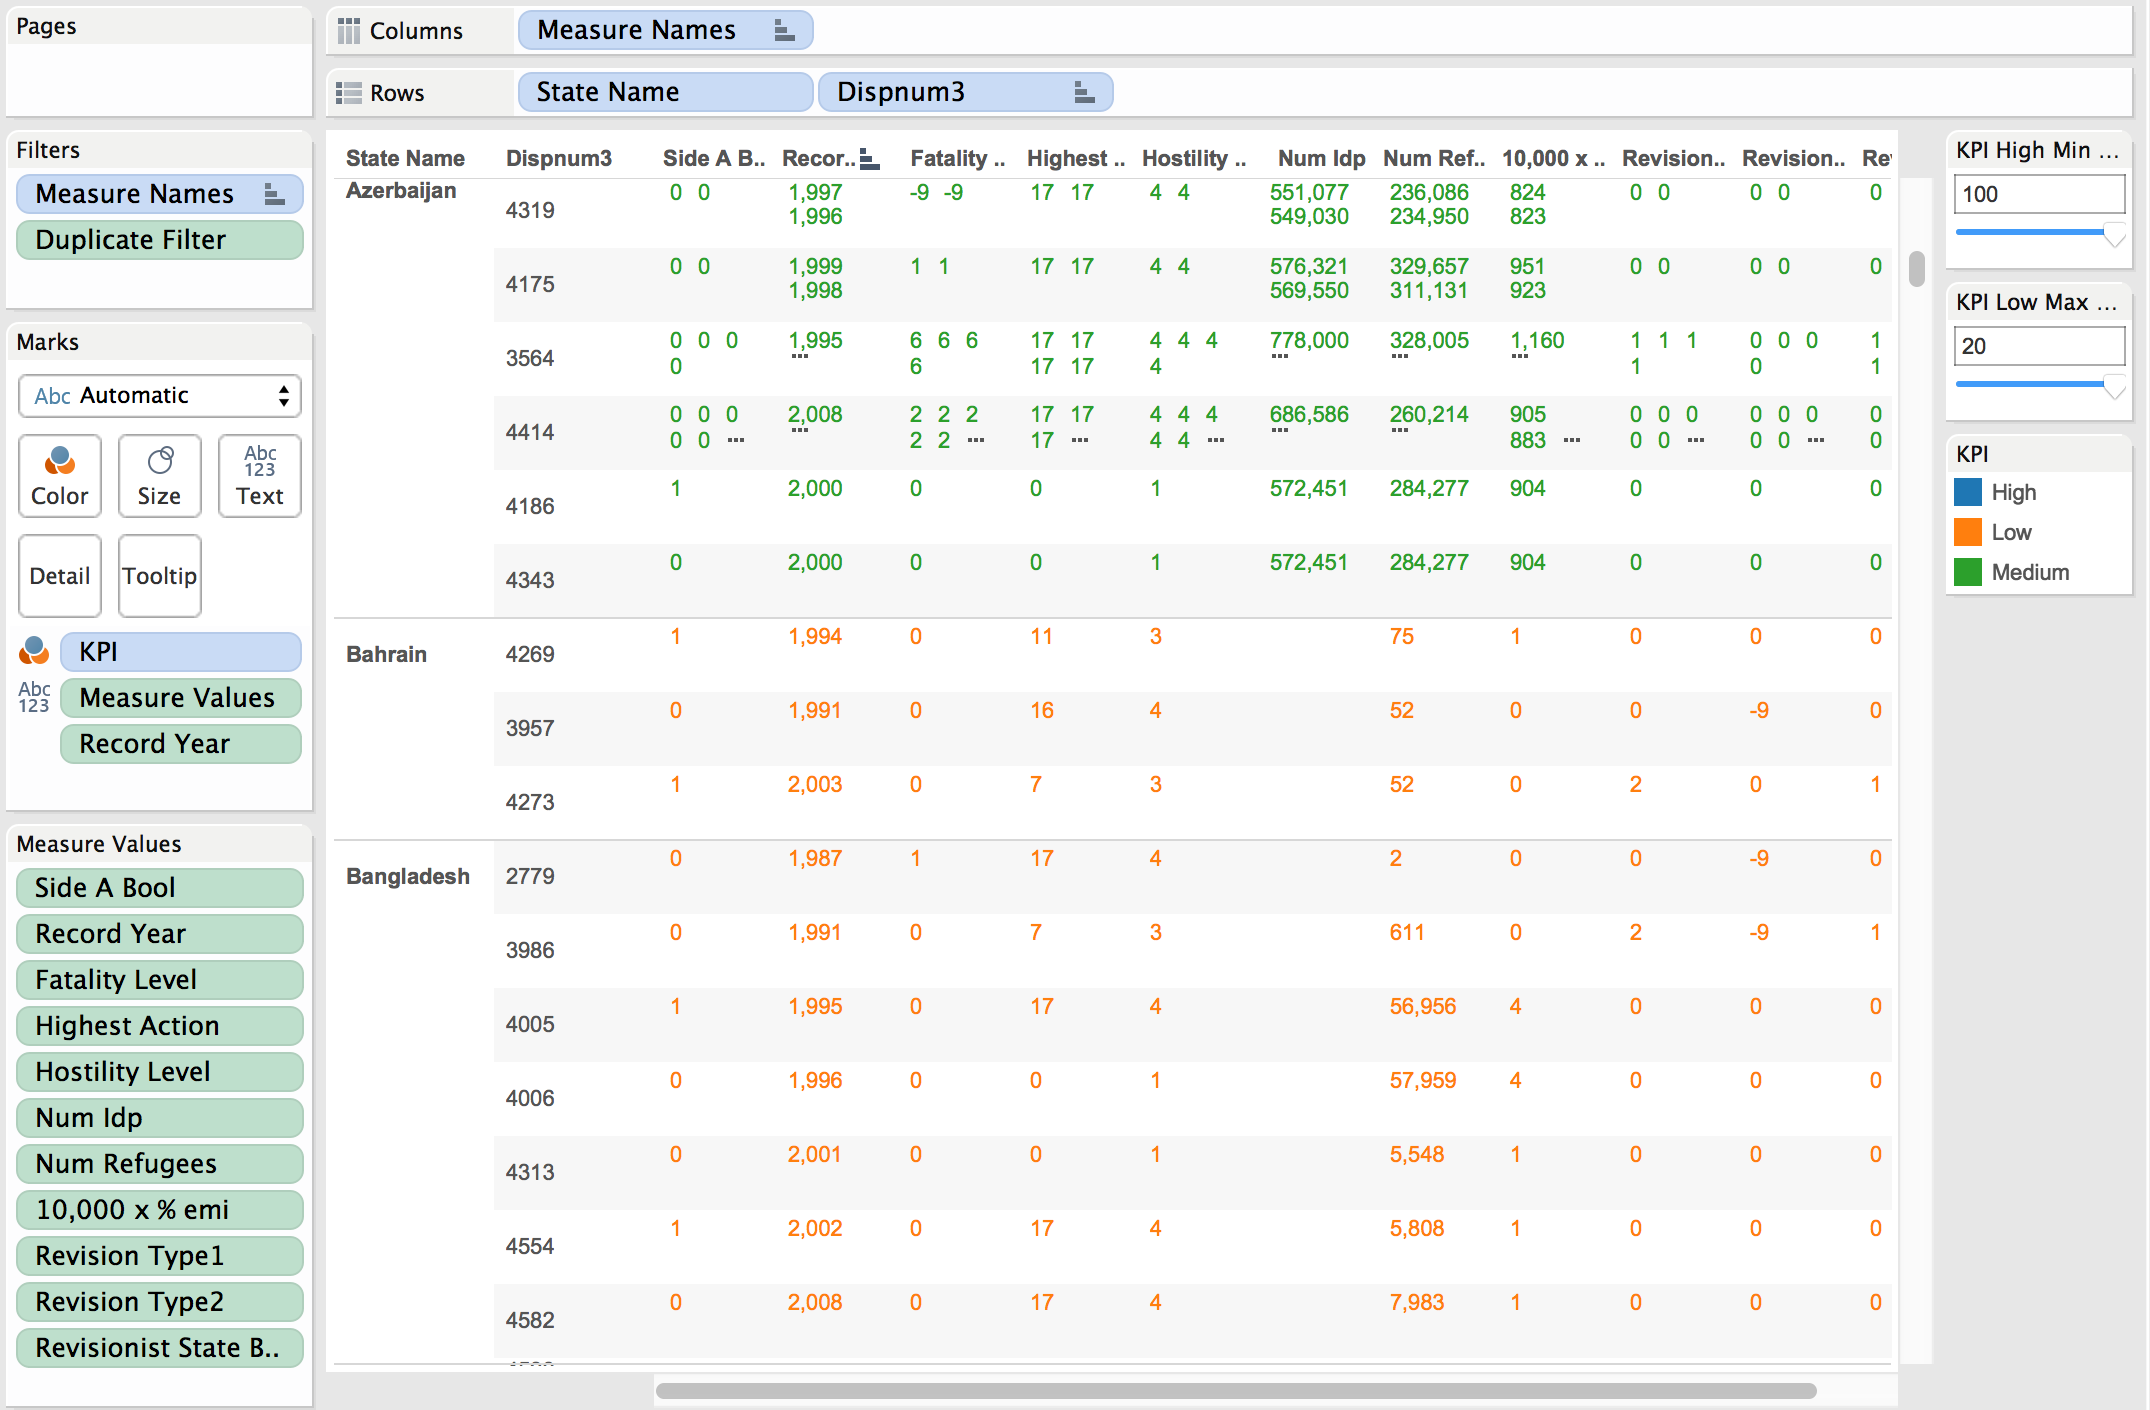 Pages
Columns Measure Names
Rows State Name Dispnum3
Filters
Measure Names
Duplicate Filter
Marks
Abc Automatic
Color
Size
Abc 123 Text
Detail
Tooltip
KPI
Abc 123 Measure Values
Record Year
Measure Values
Side A Bool
Record Year
Fatality Level
Highest Action
Hostility Level
Num Idp
Num Refugees
10,000 x % emi
Revision Type1
Revision Type2
Revisionist State B..
State Name Dispnum3 Side A B.. Recor.. Fatality .. Highest .. Hostility .. Num Idp Num Ref.. 10,000 x .. Revision.. Revision.. Re
Azerbaijan 4319 0 0 1,997 -9 -9 17 17 4 4 551,077 236,086 824 0 0 0 0 0
1,996 549,030 234,950 823
4175 0 0 1,999 1 1 17 17 4 4 576,321 329,657 951 0 0 0 0 0
1,998 569,550 311,131 923
3564 0 0 0 1,995 6 6 6 17 17 4 4 4 778,000 328,005 1,160 1 1 1 0 0 0 1
0 ... 6 17 17 4 ... ... ... 1 0 1
4414 0 0 0 2,008 2 2 2 17 17 4 4 4 686,586 260,214 905 0 0 0 0 0 0 0
0 0 ... ... 2 2 ... 17 ... 4 4 ... ... ... 883 ... 0 0 ... 0 0 ... 0
4186 1 2,000 0 0 1 572,451 284,277 904 0 0 0
4343 0 2,000 0 0 1 572,451 284,277 904 0 0 0
Bahrain 4269 1 1,994 0 11 3 75 1 0 0 0
3957 0 1,991 0 16 4 52 0 0 -9 0
4273 1 2,003 0 7 3 52 0 2 0 1
Bangladesh 2779 0 1,987 1 17 4 2 0 0 -9 0
3986 0 1,991 0 7 3 611 0 2 -9 1
4005 1 1,995 0 17 4 56,956 4 0 0 0
4006 0 1,996 0 0 1 57,959 4 0 0 0
4313 0 2,001 0 0 1 5,548 1 0 0 0
4554 1 2,002 0 17 4 5,808 1 0 0 0
4582 0 2,008 0 17 4 7,983 1 0 0 0
KPI High Min ...
100
KPI Low Max ...
20
KPI
High
Low
Medium